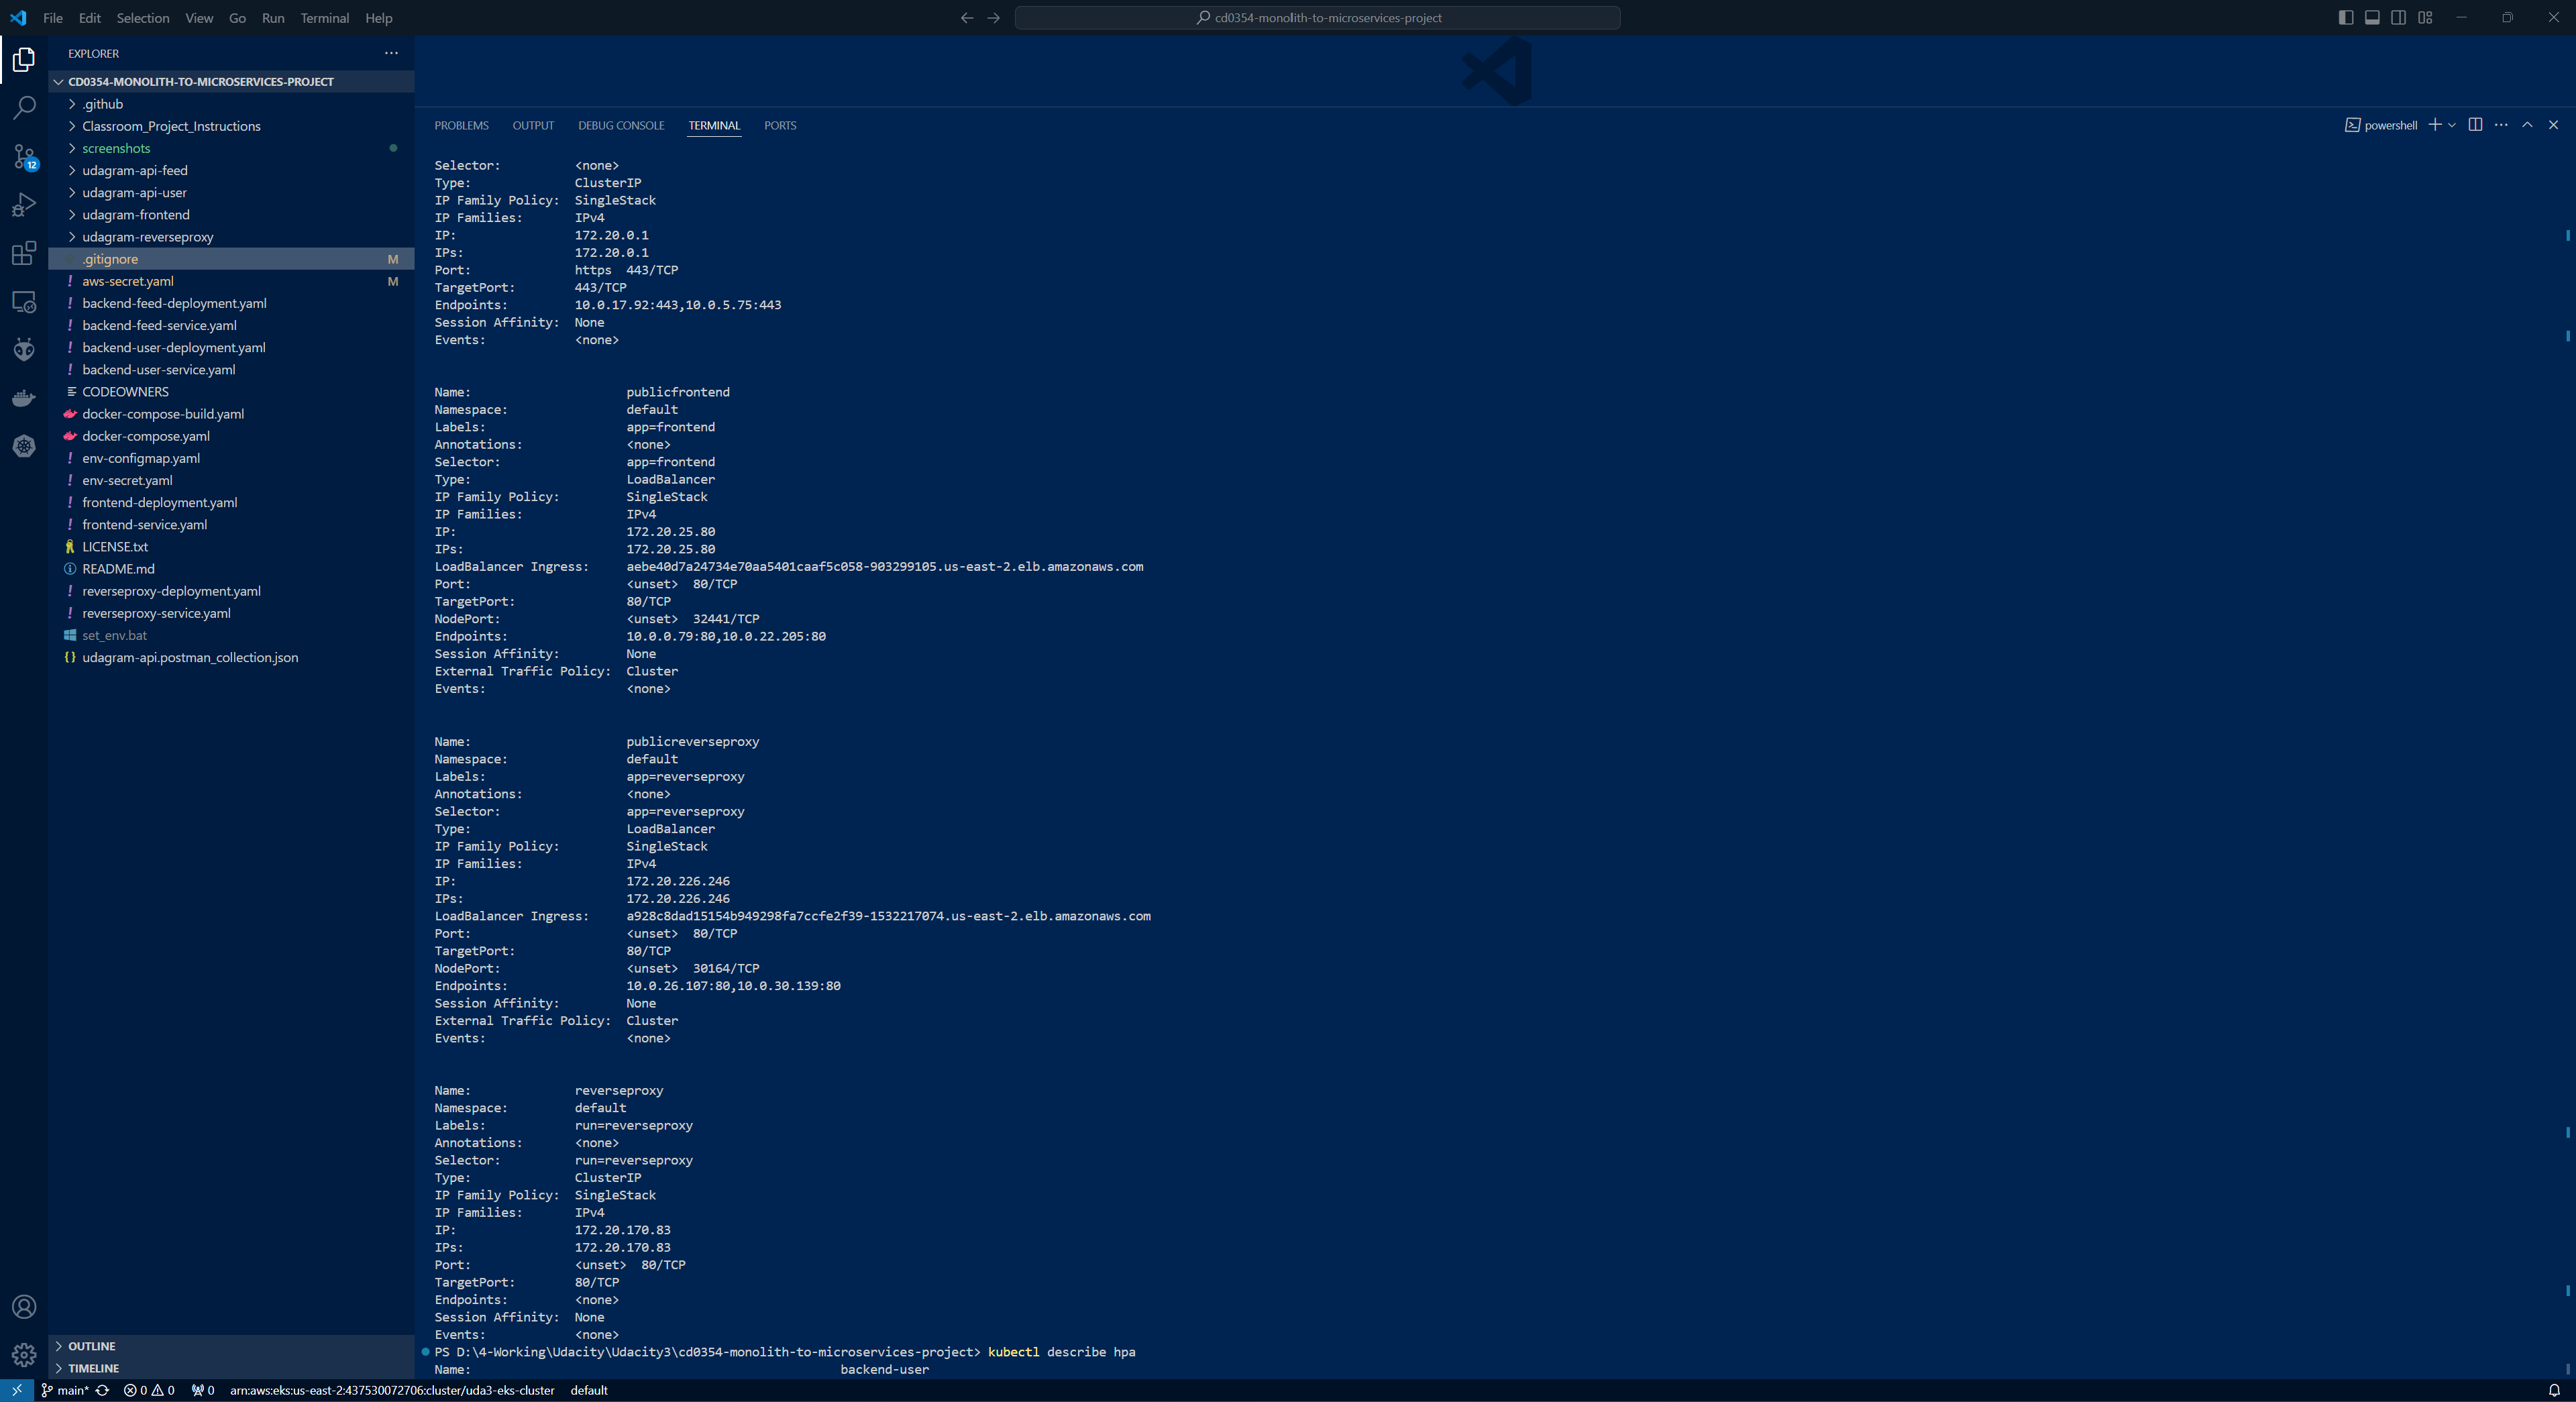 File Edit Selection View Go Run Terminal Help
cd0354-monolith-to-microservices-project
EXPLORER
CD0354-MONOLITH-TO-MICROSERVICES-PROJECT
.github
Classroom_Project_Instructions
screenshots
udagram-api-feed
udagram-api-user
udagram-frontend
udagram-reverseproxy
.gitignore M
aws-secret.yaml M
backend-feed-deployment.yaml
backend-feed-service.yaml
backend-user-deployment.yaml
backend-user-service.yaml
CODEOWNERS
docker-compose-build.yaml
docker-compose.yaml
env-configmap.yaml
env-secret.yaml
frontend-deployment.yaml
frontend-service.yaml
LICENSE.txt
README.md
reverseproxy-deployment.yaml
reverseproxy-service.yaml
set_env.bat
udagram-api.postman_collection.json
OUTLINE
TIMELINE
12
PROBLEMS OUTPUT DEBUG CONSOLE TERMINAL PORTS
powershell
Selector: <none>
Type: ClusterIP
IP Family Policy: SingleStack
IP Families: IPv4
IP: 172.20.0.1
IPs: 172.20.0.1
Port: https 443/TCP
TargetPort: 443/TCP
Endpoints: 10.0.17.92:443,10.0.5.75:443
Session Affinity: None
Events: <none>
Name: publicfrontend
Namespace: default
Labels: app=frontend
Annotations: <none>
Selector: app=frontend
Type: LoadBalancer
IP Family Policy: SingleStack
IP Families: IPv4
IP: 172.20.25.80
IPs: 172.20.25.80
LoadBalancer Ingress: aebe40d7a24734e70aa5401caaf5c058-903299105.us-east-2.elb.amazonaws.com
Port: <unset> 80/TCP
TargetPort: 80/TCP
NodePort: <unset> 32441/TCP
Endpoints: 10.0.0.79:80,10.0.22.205:80
Session Affinity: None
External Traffic Policy: Cluster
Events: <none>
Name: publicreverseproxy
Namespace: default
Labels: app=reverseproxy
Annotations: <none>
Selector: app=reverseproxy
Type: LoadBalancer
IP Family Policy: SingleStack
IP Families: IPv4
IP: 172.20.226.246
IPs: 172.20.226.246
LoadBalancer Ingress: a928c8dad15154b949298fa7ccfe2f39-1532217074.us-east-2.elb.amazonaws.com
Port: <unset> 80/TCP
TargetPort: 80/TCP
NodePort: <unset> 30164/TCP
Endpoints: 10.0.26.107:80,10.0.30.139:80
Session Affinity: None
External Traffic Policy: Cluster
Events: <none>
Name: reverseproxy
Namespace: default
Labels: run=reverseproxy
Annotations: <none>
Selector: run=reverseproxy
Type: ClusterIP
IP Family Policy: SingleStack
IP Families: IPv4
IP: 172.20.170.83
IPs: 172.20.170.83
Port: <unset> 80/TCP
TargetPort: 80/TCP
Endpoints: <none>
Session Affinity: None
Events: <none>
PS D:\4-Working\Udacity\Udacity3\cd0354-monolith-to-microservices-project> kubectl describe hpa
Name: backend-user
main* 0 0 0 arn:aws:eks:us-east-2:437530072706:cluster/uda3-eks-cluster default